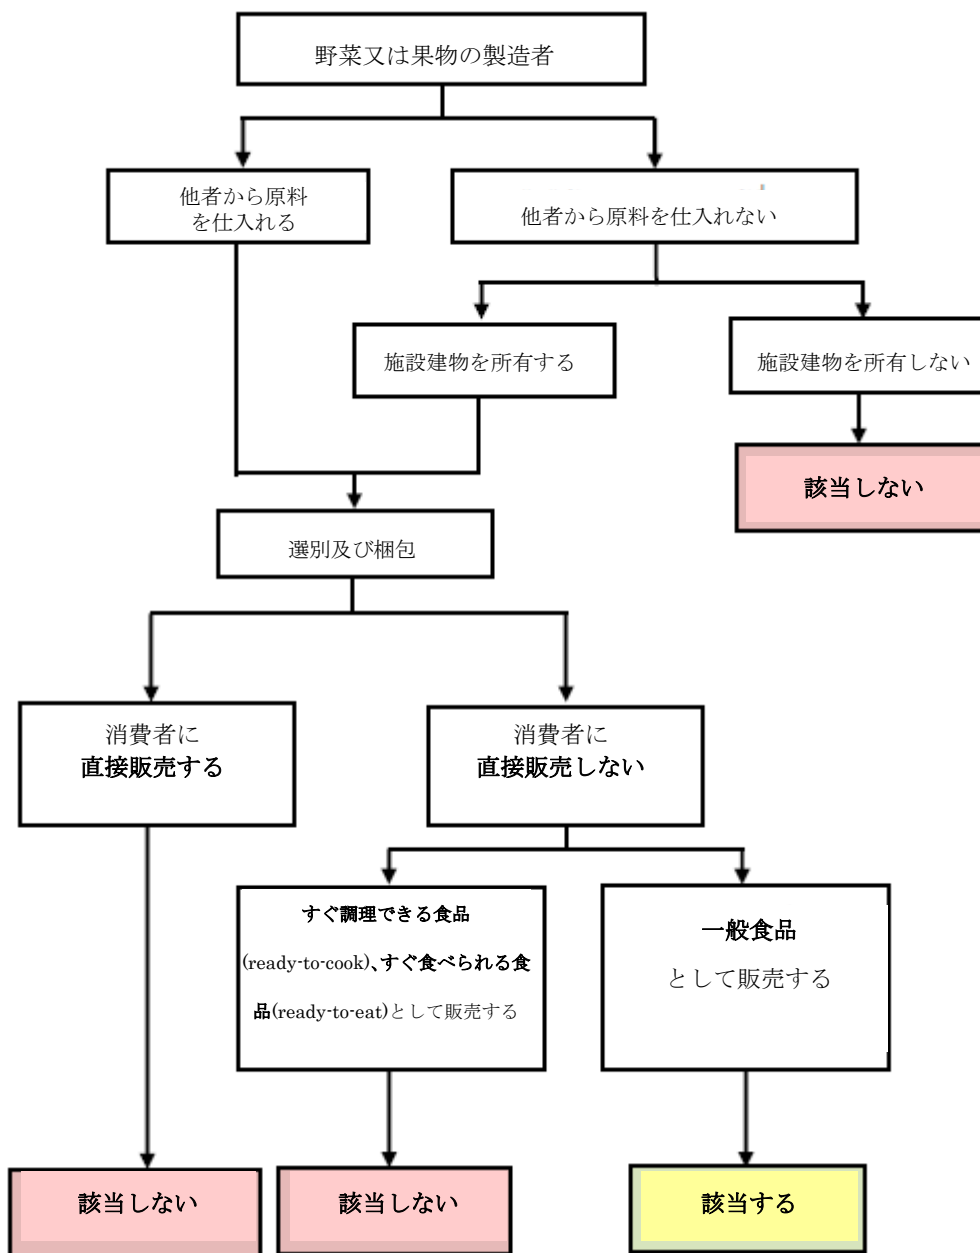 野菜又は果物の製造者
他者から原料
を仕入れる
他者から原料を仕入れない
施設建物を所有する
施設建物を所有しない
該当しない
選別及び梱包
消費者に
直接販売する
消費者に
直接販売しない
すぐ調理できる食品
(ready-to-cook)、すぐ食べられる食
品(ready-to-eat)として販売する
一般食品
として販売する
該当しない
該当しない
該当する